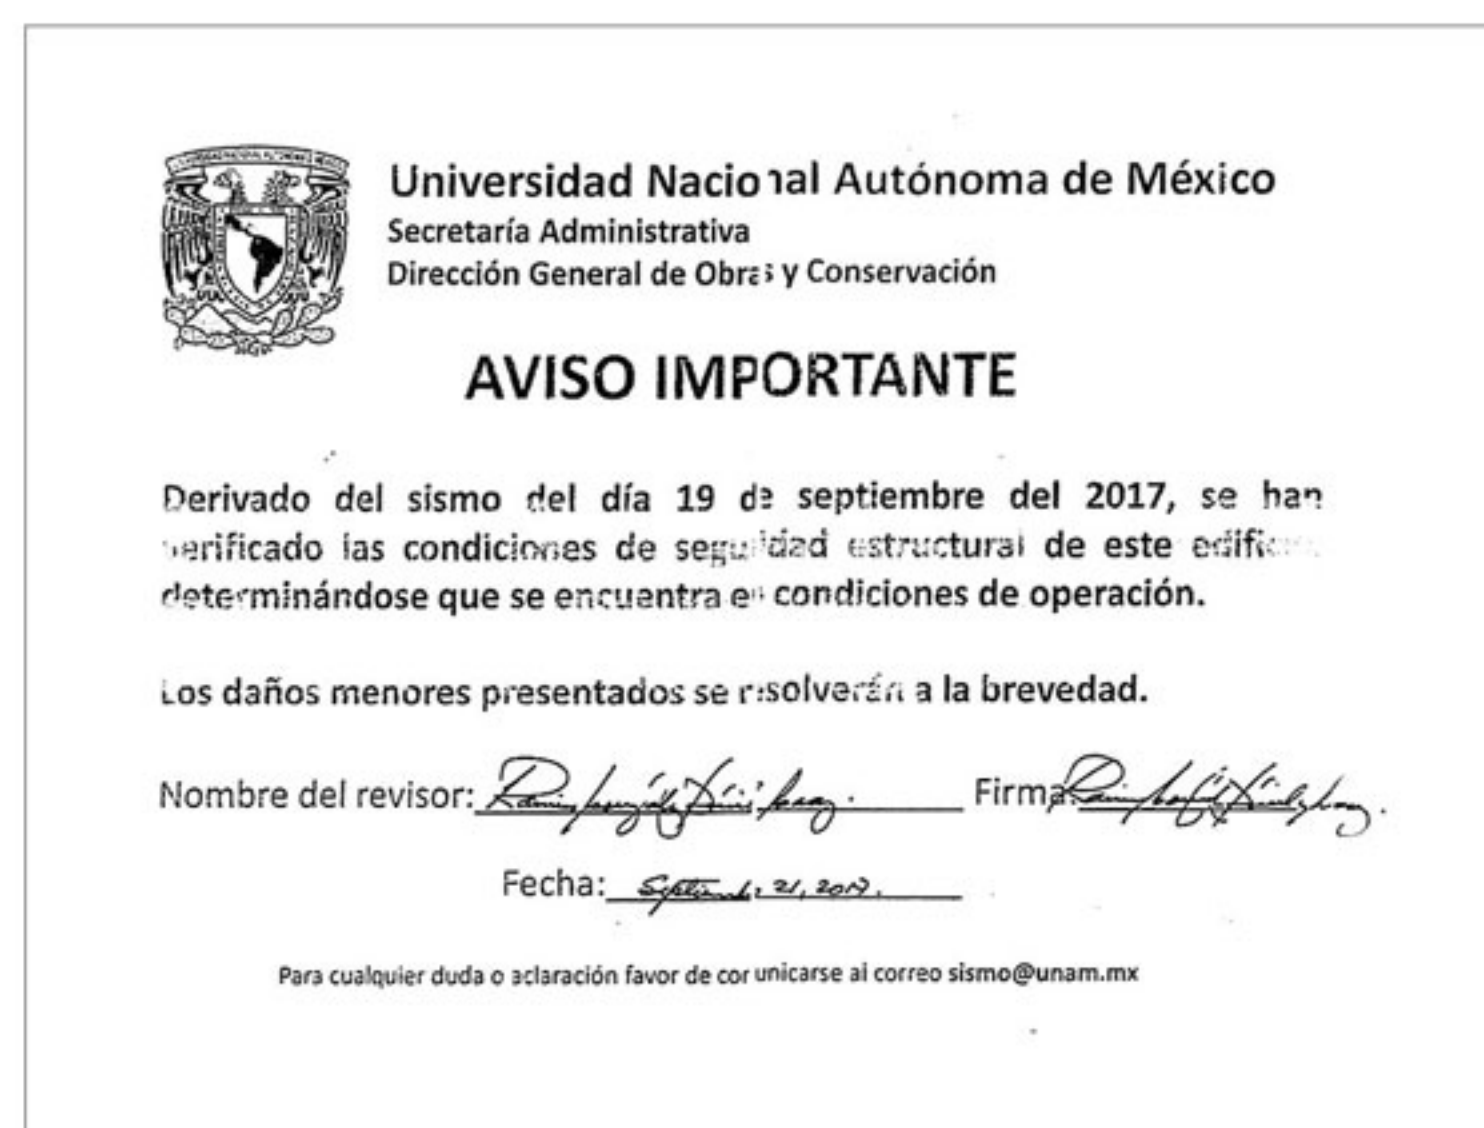 Universidad Nacional Autónoma de México
Secretaría Administrativa
Dirección General de Obras y Conservación
AVISO IMPORTANTE
Derivado del sismo del día 19 de septiembre del 2017, se han
verificado las condiciones de seguridad estructural de este edificio
determinándose que se encuentra en condiciones de operación.
Los daños menores presentados se resolverán a la brevedad.
Nombre del revisor: Firma:
Fecha: Septiembre 21, 2017.
Para cualquier duda o aclaración favor de comunicarse al correo sismo@unam.mx